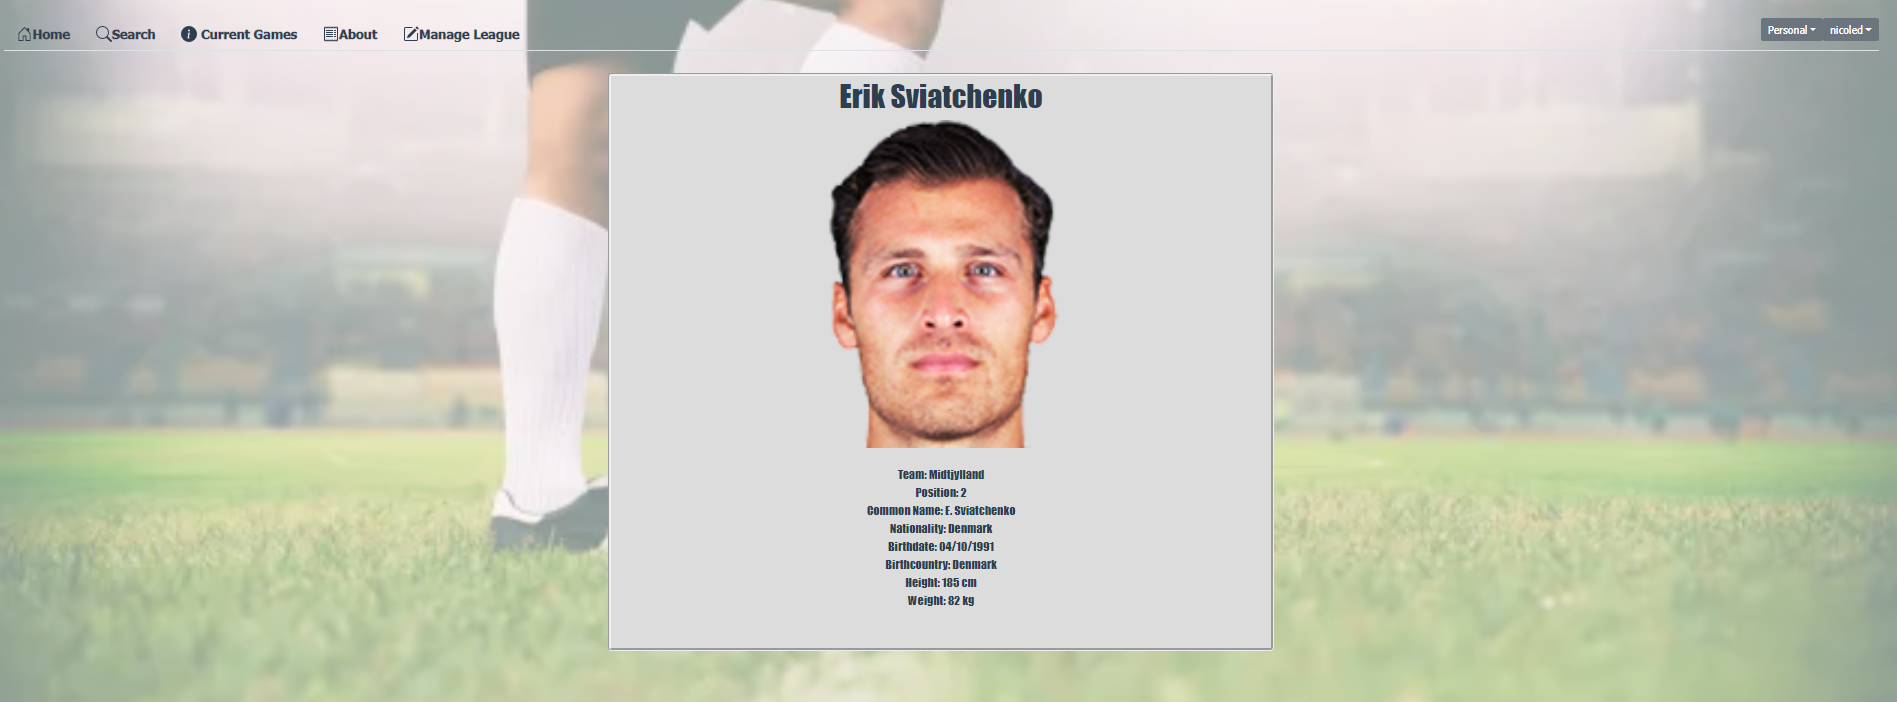 Home Search Current Games About Manage League Personal nicoled
Erik Sviatchenko
Team: Midtjylland
Position: 2
Common Name: E. Sviatchenko
Nationality: Denmark
Birthdate: 04/10/1991
Birthcountry: Denmark
Height: 185 cm
Weight: 82 kg